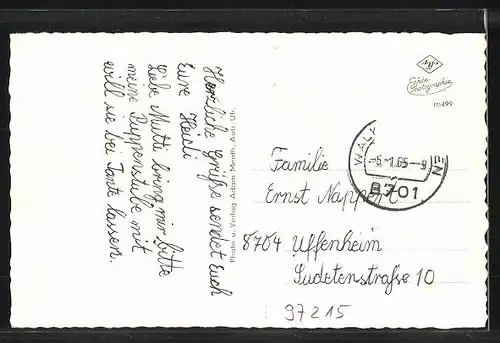 Herzliche Grüße sendet Euch
Eure Heidi
Liebe Mutti bring mir bitte
meine Puppenstube mit
will sie bei Tante lassen.
Photo u. Verlag Adam Menth, Aub Ufr.
Echte
Photographie
m499
-6.-1.65-9
8701
Familie
Ernst Nappert
8704 Uffenheim
Sudetenstraße 10
97215